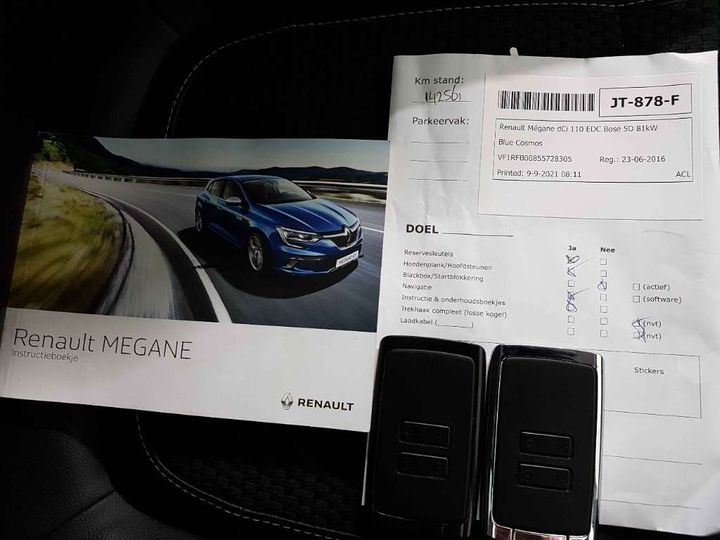 Km stand:
142561
JT-878-F
Parkeervak:
Renault Mégane dCi 110 EDC Bose 5D 81kW
Blue Cosmos
VF1RFB00855728305 Reg.: 23-06-2016
Printed: 9-9-2021 08:11 ACL
DOEL
Ja Nee
Reservesleutels
Hoedenplank/Hoofdsteunen
Blackbox/Startblokkering
Navigatie (actief)
Instructie & onderhoudsboekjes (software)
Trekhaak compleet (losse kogel)
Laadkabel (______) (nvt)
(nvt)
Stickers
Renault MEGANE
Instructieboekje
RENAULT